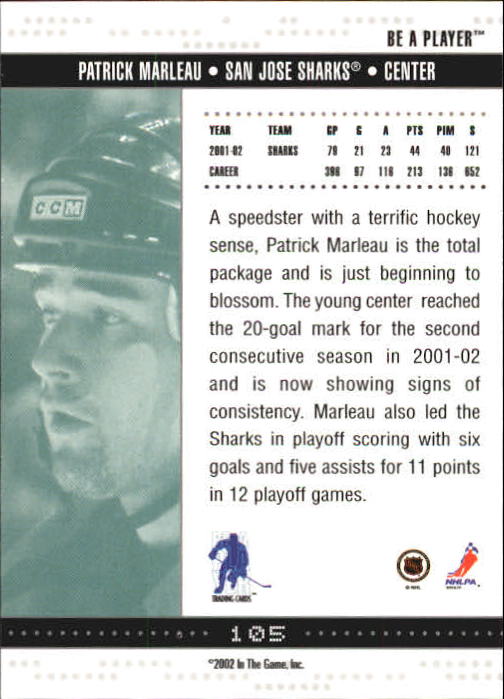 BE A PLAYER™
PATRICK MARLEAU • SAN JOSE SHARKS® • CENTER
YEAR TEAM GP G A PTS PIM S
2001-02 SHARKS 79 21 23 44 40 121
CAREER 396 97 116 213 136 652
CCM
A speedster with a terrific hockey
sense, Patrick Marleau is the total
package and is just beginning to
blossom. The young center reached
the 20-goal mark for the second
consecutive season in 2001-02
and is now showing signs of
consistency. Marleau also led the
Sharks in playoff scoring with six
goals and five assists for 11 points
in 12 playoff games.
TRADING CARDS™
© NHL
NHLPA
105
©2002 In The Game, Inc.